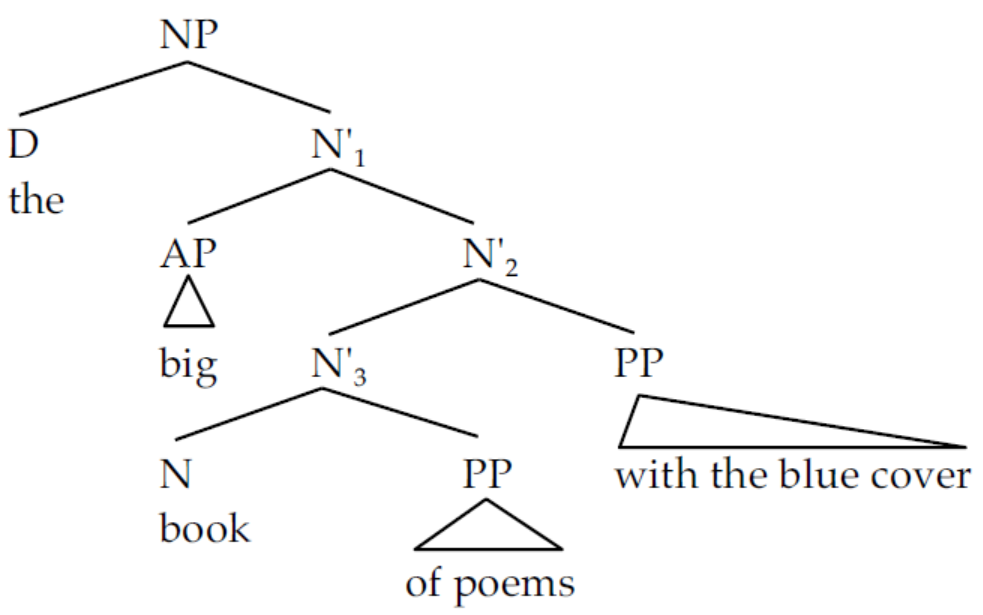 NP
D N'₁
the
AP N'₂
big N'₃ PP
N PP with the blue cover
book
of poems